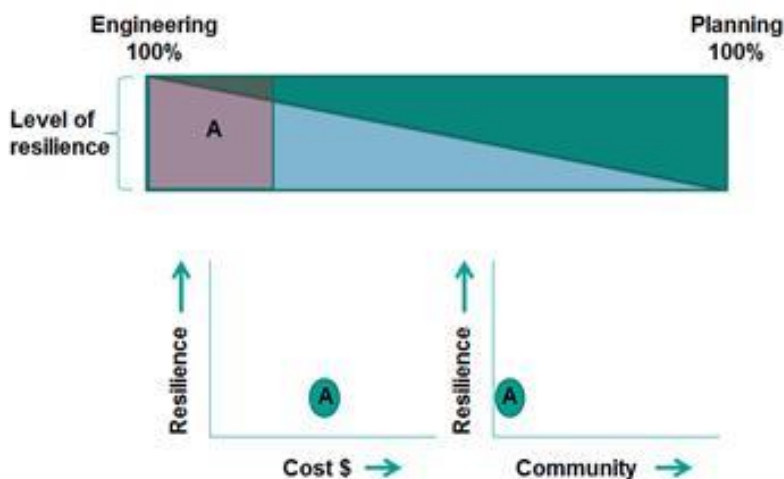 Engineering
100%
Planning
100%
Level of
resilience
A
Resilience
A
Cost $
Resilience
A
Community